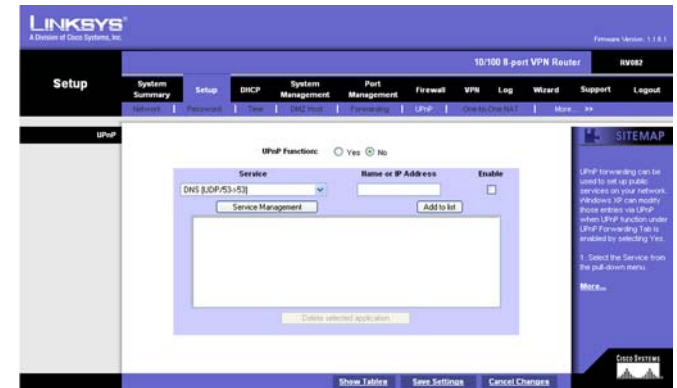 LINKSYS®
A Division of Cisco Systems, Inc.
Firmware Version: 1.1.6.1
10/100 8-port VPN Router RV082
Setup
System Summary Setup DHCP System Management Port Management Firewall VPN Log Wizard Support Logout
Network | Password | Time | DMZ Host | Forwarding | UPnP | One-to-One NAT | More... >>
UPnP
SITEMAP
UPnP Function: Yes No
Service Name or IP Address Enable
DNS [UDP/53->53]
Service Management Add to list
Delete selected application
UPnP forwarding can be
used to set up public
services on your network.
Windows XP can modify
those entries via UPnP
when UPnP function under
UPnP Forwarding Tab is
enabled by selecting Yes.
1. Select the Service from
the pull-down menu.
More...
CISCO SYSTEMS
Show Tables Save Settings Cancel Changes